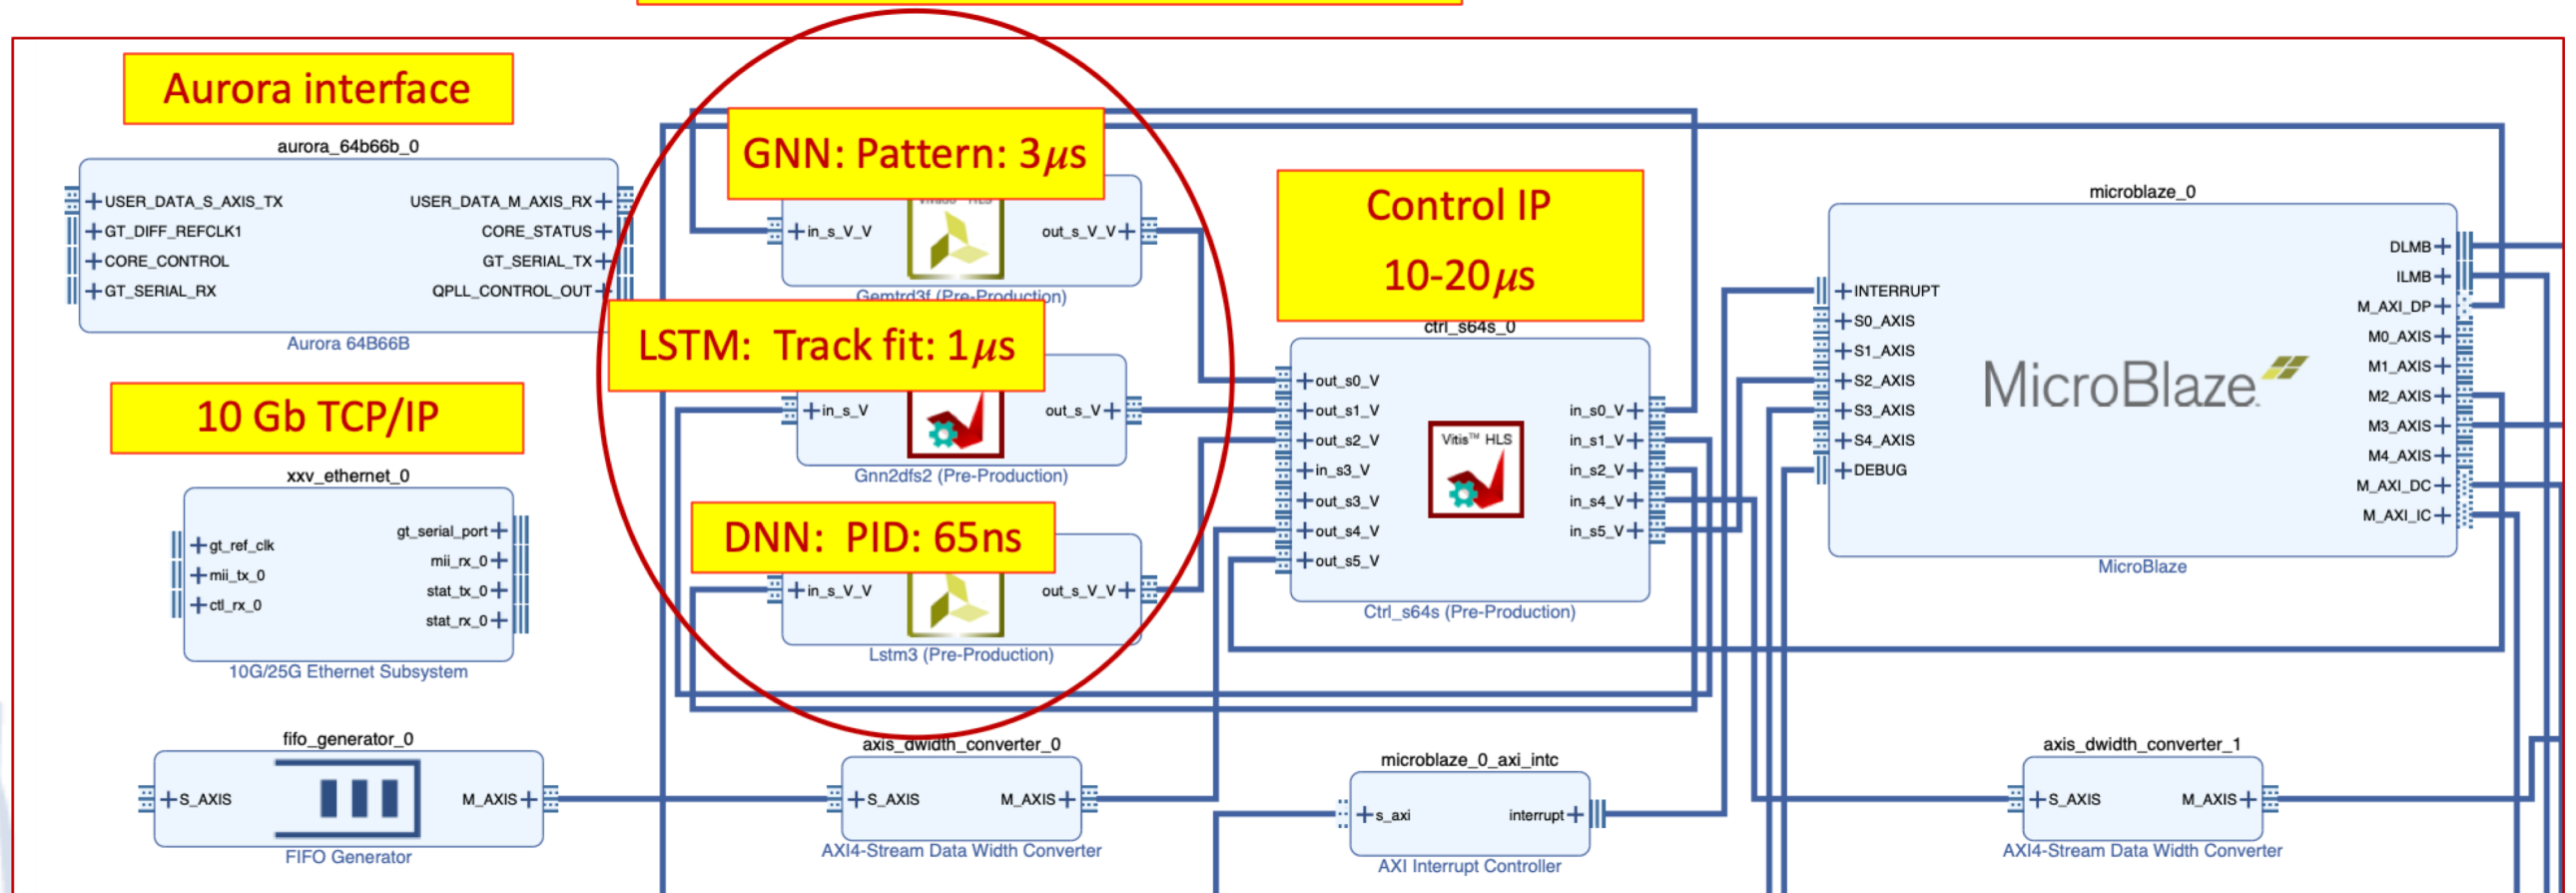 Aurora interface
aurora_64b66b_0
USER_DATA_S_AXIS_TX
USER_DATA_M_AXIS_RX
GT_DIFF_REFCLK1
CORE_STATUS
CORE_CONTROL
GT_SERIAL_TX
GT_SERIAL_RX
QPLL_CONTROL_OUT
Aurora 64B66B
10 Gb TCP/IP
xxv_ethernet_0
gt_serial_port
gt_ref_clk
mii_rx_0
mii_tx_0
stat_tx_0
ctl_rx_0
stat_rx_0
10G/25G Ethernet Subsystem
fifo_generator_0
S_AXIS
M_AXIS
FIFO Generator
GNN: Pattern: 3μs
in_s_V_V
out_s_V_V
Gemtrd3f (Pre-Production)
LSTM: Track fit: 1μs
in_s_V
out_s_V
Gnn2dfs2 (Pre-Production)
DNN: PID: 65ns
in_s_V_V
out_s_V_V
Lstm3 (Pre-Production)
axis_dwidth_converter_0
S_AXIS
M_AXIS
AXI4-Stream Data Width Converter
Control IP
10-20μs
ctrl_s64s_0
out_s0_V
out_s1_V
out_s2_V
in_s3_V
out_s3_V
out_s4_V
out_s5_V
Vitis™ HLS
in_s0_V
in_s1_V
in_s2_V
in_s4_V
in_s5_V
Ctrl_s64s (Pre-Production)
microblaze_0_axi_intc
s_axi
interrupt
AXI Interrupt Controller
microblaze_0
INTERRUPT
S0_AXIS
S1_AXIS
S2_AXIS
S3_AXIS
S4_AXIS
DEBUG
MicroBlaze
DLMB
ILMB
M_AXI_DP
M0_AXIS
M1_AXIS
M2_AXIS
M3_AXIS
M4_AXIS
M_AXI_DC
M_AXI_IC
MicroBlaze
axis_dwidth_converter_1
S_AXIS
M_AXIS
AXI4-Stream Data Width Converter